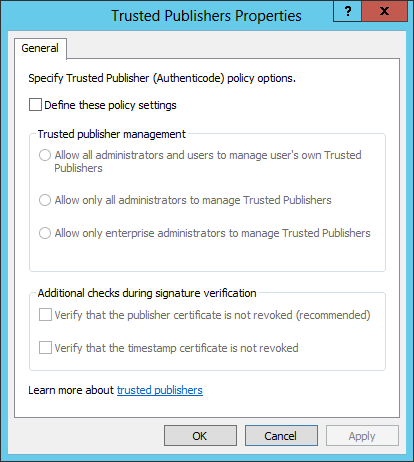 Trusted Publishers Properties
?
x
General
Specify Trusted Publisher (Authenticode) policy options.
Define these policy settings
Trusted publisher management
Allow all administrators and users to manage user's own Trusted
Publishers
Allow only all administrators to manage Trusted Publishers
Allow only enterprise administrators to manage Trusted Publishers
Additional checks during signature verification
Verify that the publisher certificate is not revoked (recommended)
Verify that the timestamp certificate is not revoked
Learn more about trusted publishers
OK Cancel Apply